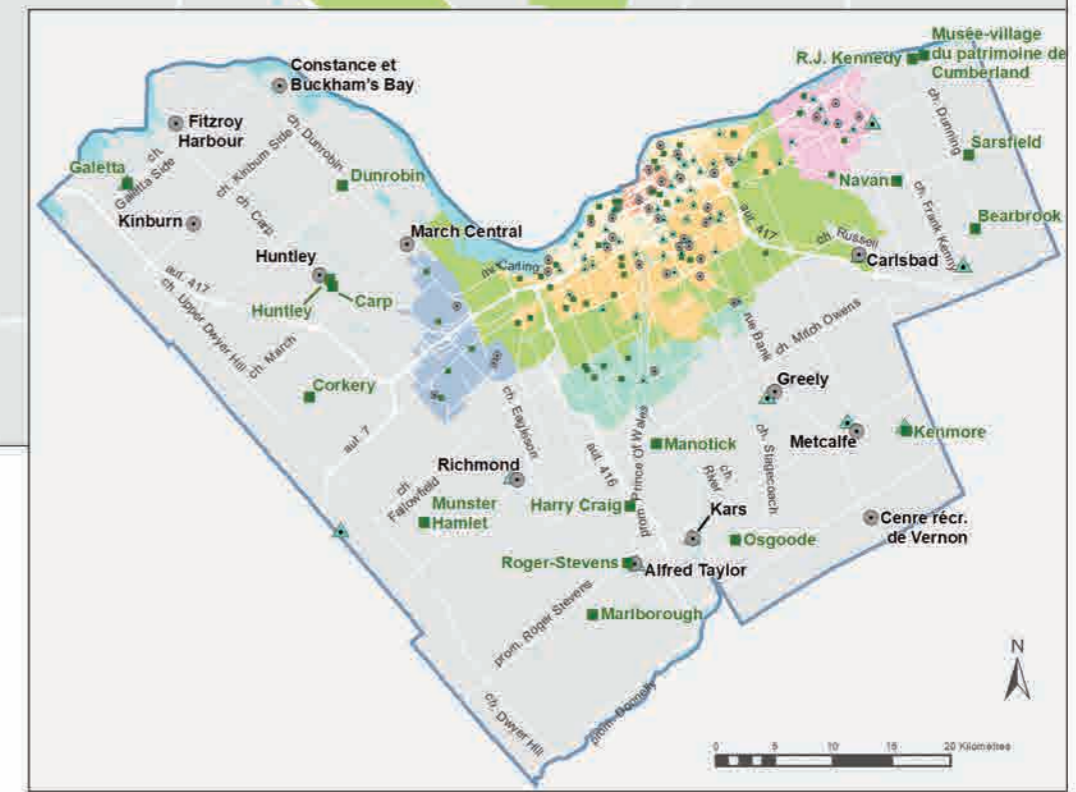 Constance et
Buckham's Bay
Fitzroy
Harbour
Galetta
ch.
Galetta Side
ch. Kinburn Side
ch. Dunrobin
Dunrobin
ch. Carp
Kinburn
March Central
Huntley
Huntley
Carp
aut. 417
ch. Upper Dwyer Hill
ch. March
Corkery
aut. 7
R.J. Kennedy
Musée-village
du patrimoine de
Cumberland
ch. Dunning
Sarsfield
Navan
ch. Frank Kenny
Bearbrook
aut. 417
ch. Russell
Carlsbad
av. Carling
rue Bank
ch. Mitch Owens
Greely
Metcalfe
Kenmore
ch. Stagecoach
ch. Eagleson
aut. 416
prom. Prince Of Wales
Manotick
ch.
River
Richmond
ch.
Fallowfield
Munster
Hamlet
Harry Craig
Kars
Osgoode
Cenre récr.
de Vernon
Roger-Stevens
Alfred Taylor
prom. Roger Stevens
Marlborough
ch. Dwyer Hill
prom. Donnelly
N
0 5 10 15 20 Kilomètres